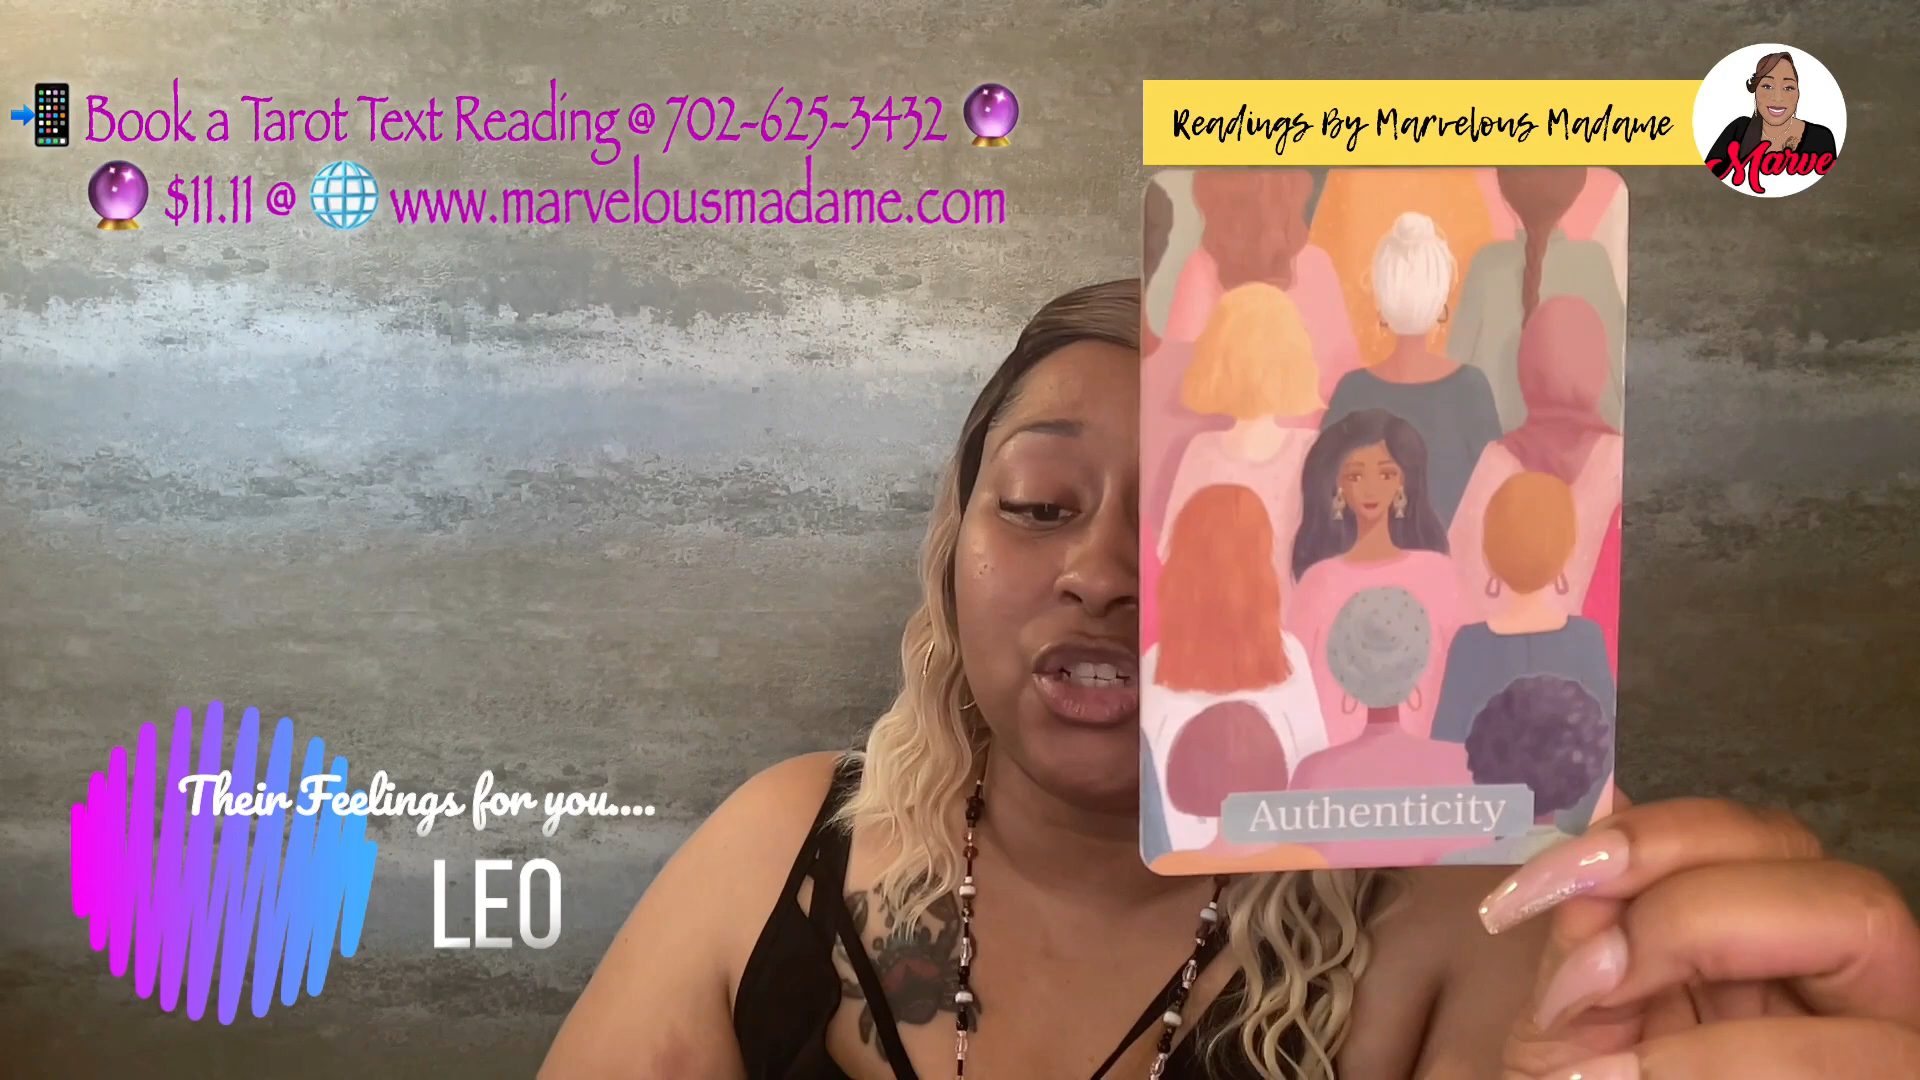 Book a Tarot Text Reading @ 702-625-3432
$11.11 @ www.marvelousmadame.com
Readings By Marvelous Madame
Marve
Authenticity
Their Feelings for you....
LEO